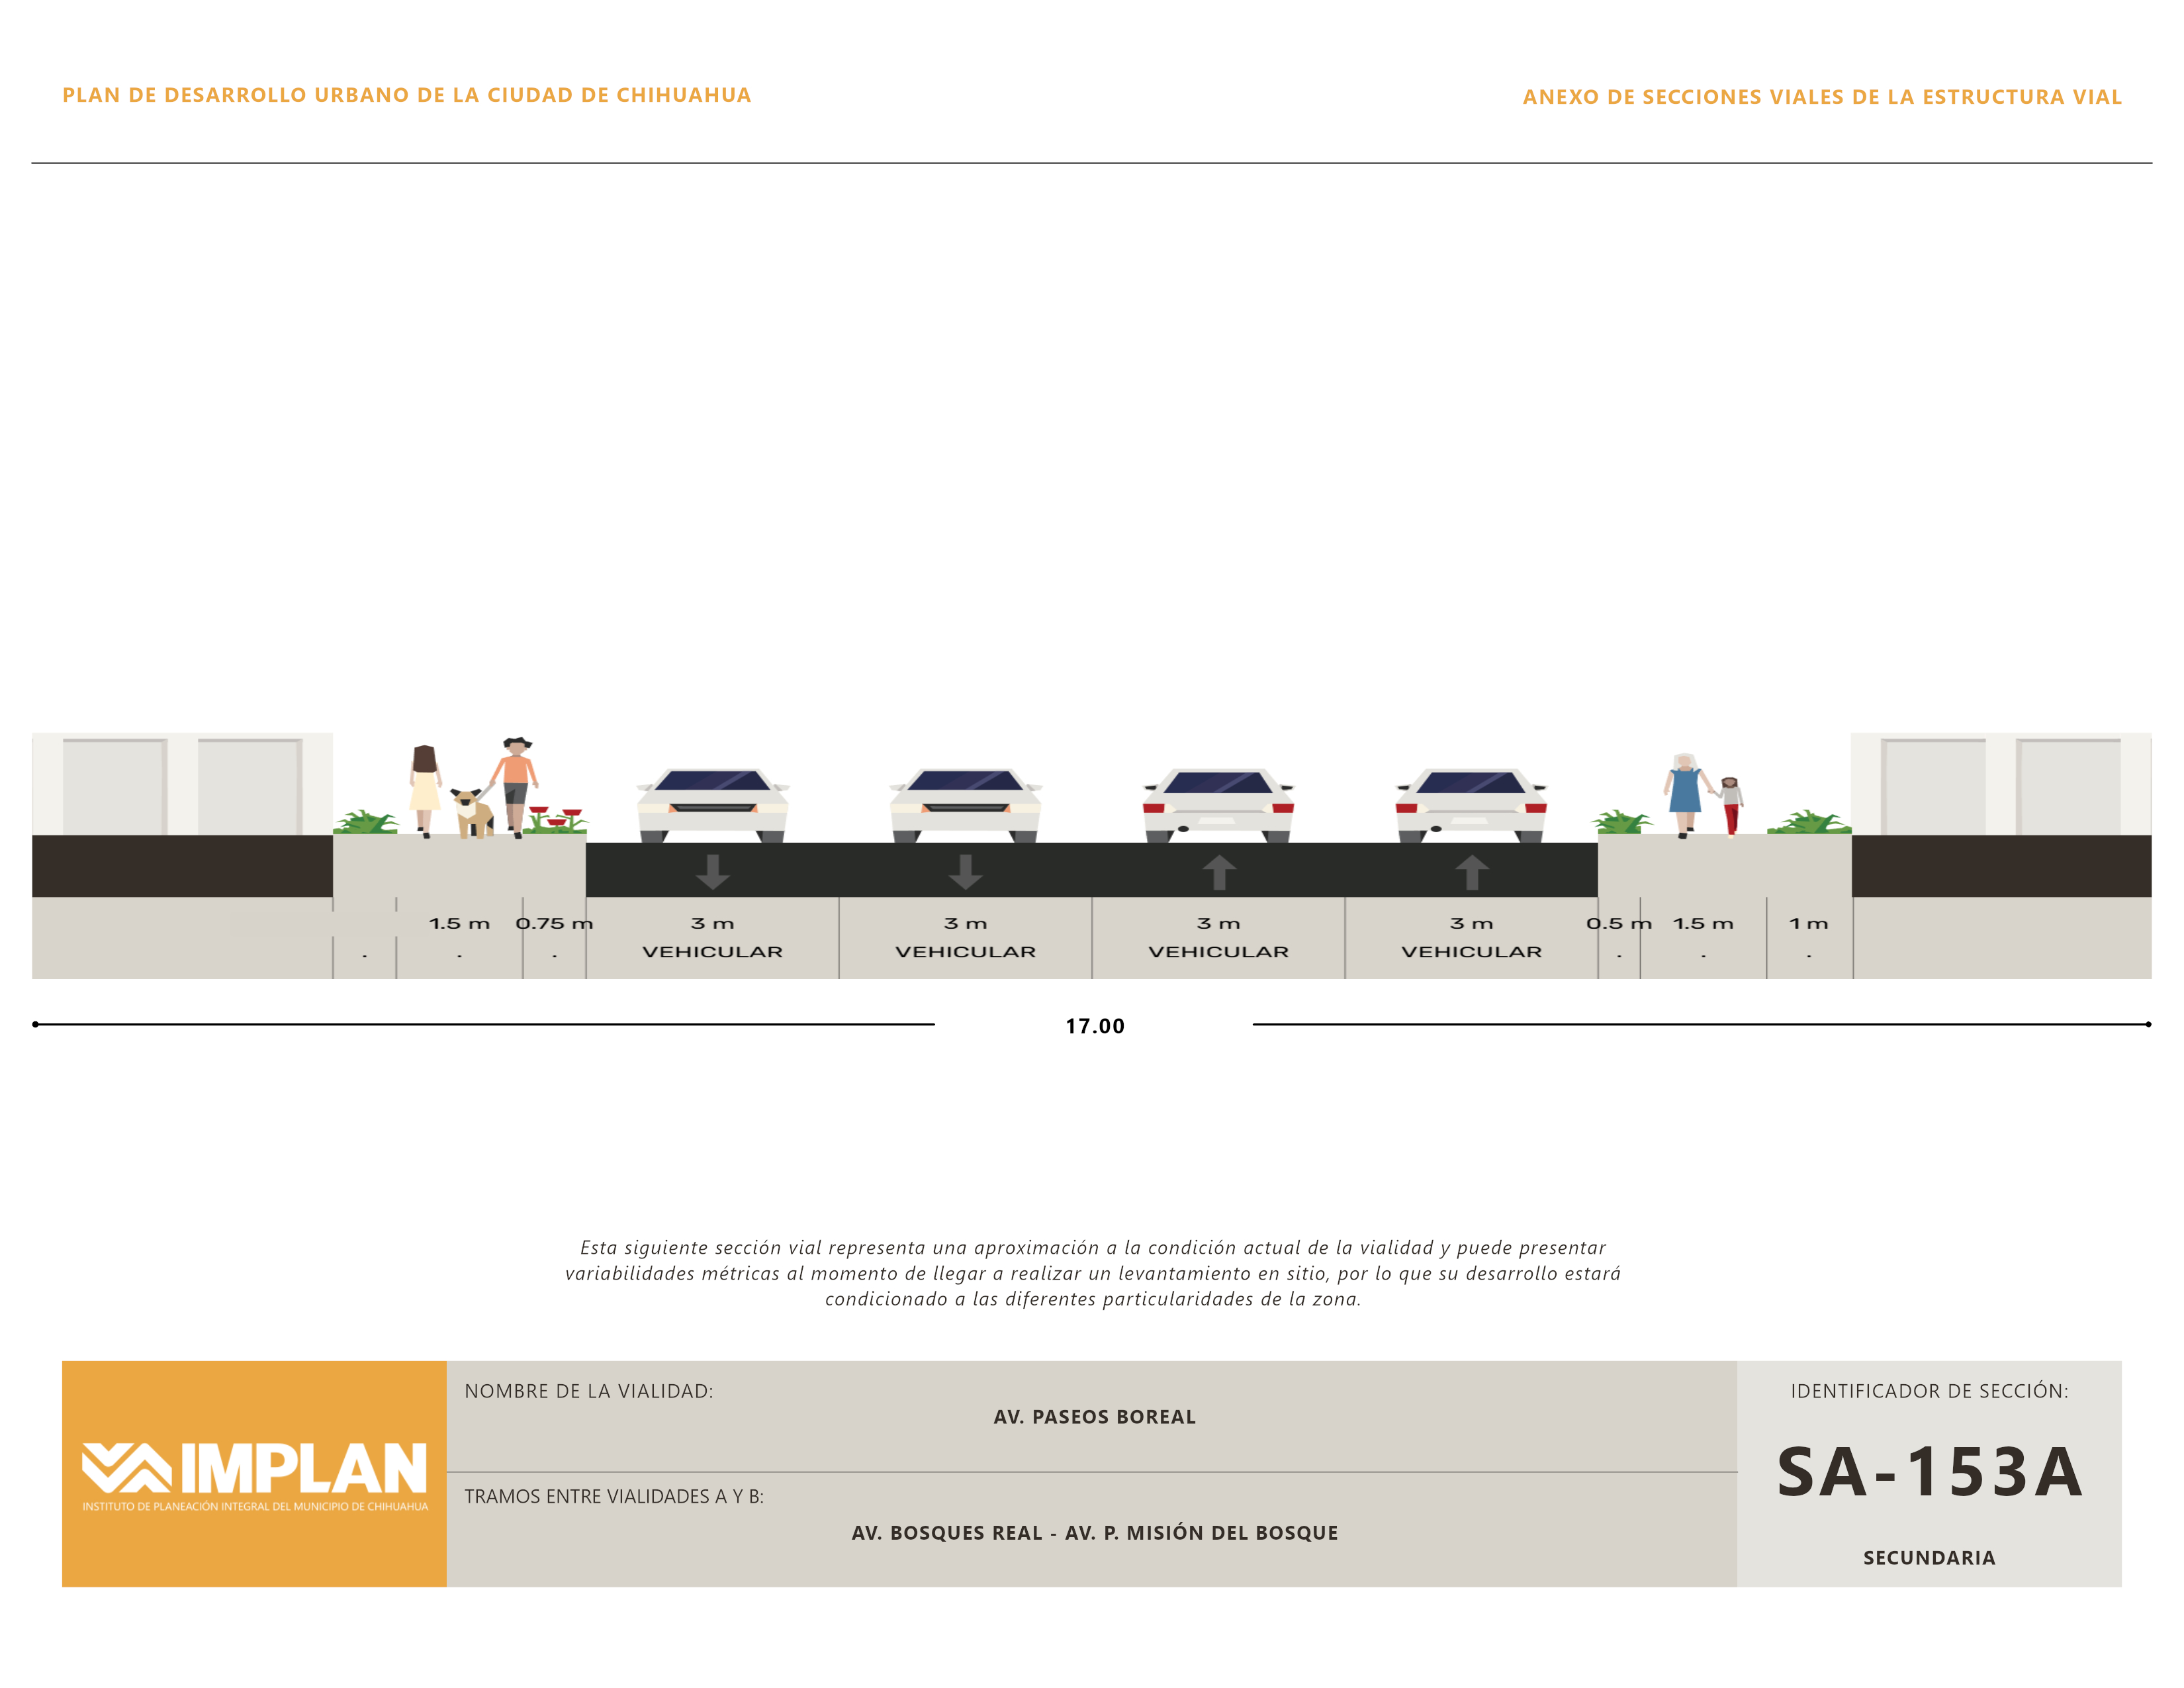 PLAN DE DESARROLLO URBANO DE LA CIUDAD DE CHIHUAHUA
ANEXO DE SECCIONES VIALES DE LA ESTRUCTURA VIAL
1.5 m 0.75 m 3 m 3 m 3 m 3 m 0.5 m 1.5 m 1 m
. . . VEHICULAR VEHICULAR VEHICULAR VEHICULAR . . .
17.00
Esta siguiente sección vial representa una aproximación a la condición actual de la vialidad y puede presentar
variabilidades métricas al momento de llegar a realizar un levantamiento en sitio, por lo que su desarrollo estará
condicionado a las diferentes particularidades de la zona.
IMPLAN
INSTITUTO DE PLANEACIÓN INTEGRAL DEL MUNICIPIO DE CHIHUAHUA
NOMBRE DE LA VIALIDAD:
AV. PASEOS BOREAL
TRAMOS ENTRE VIALIDADES A Y B:
AV. BOSQUES REAL - AV. P. MISIÓN DEL BOSQUE
IDENTIFICADOR DE SECCIÓN:
SA-153A
SECUNDARIA